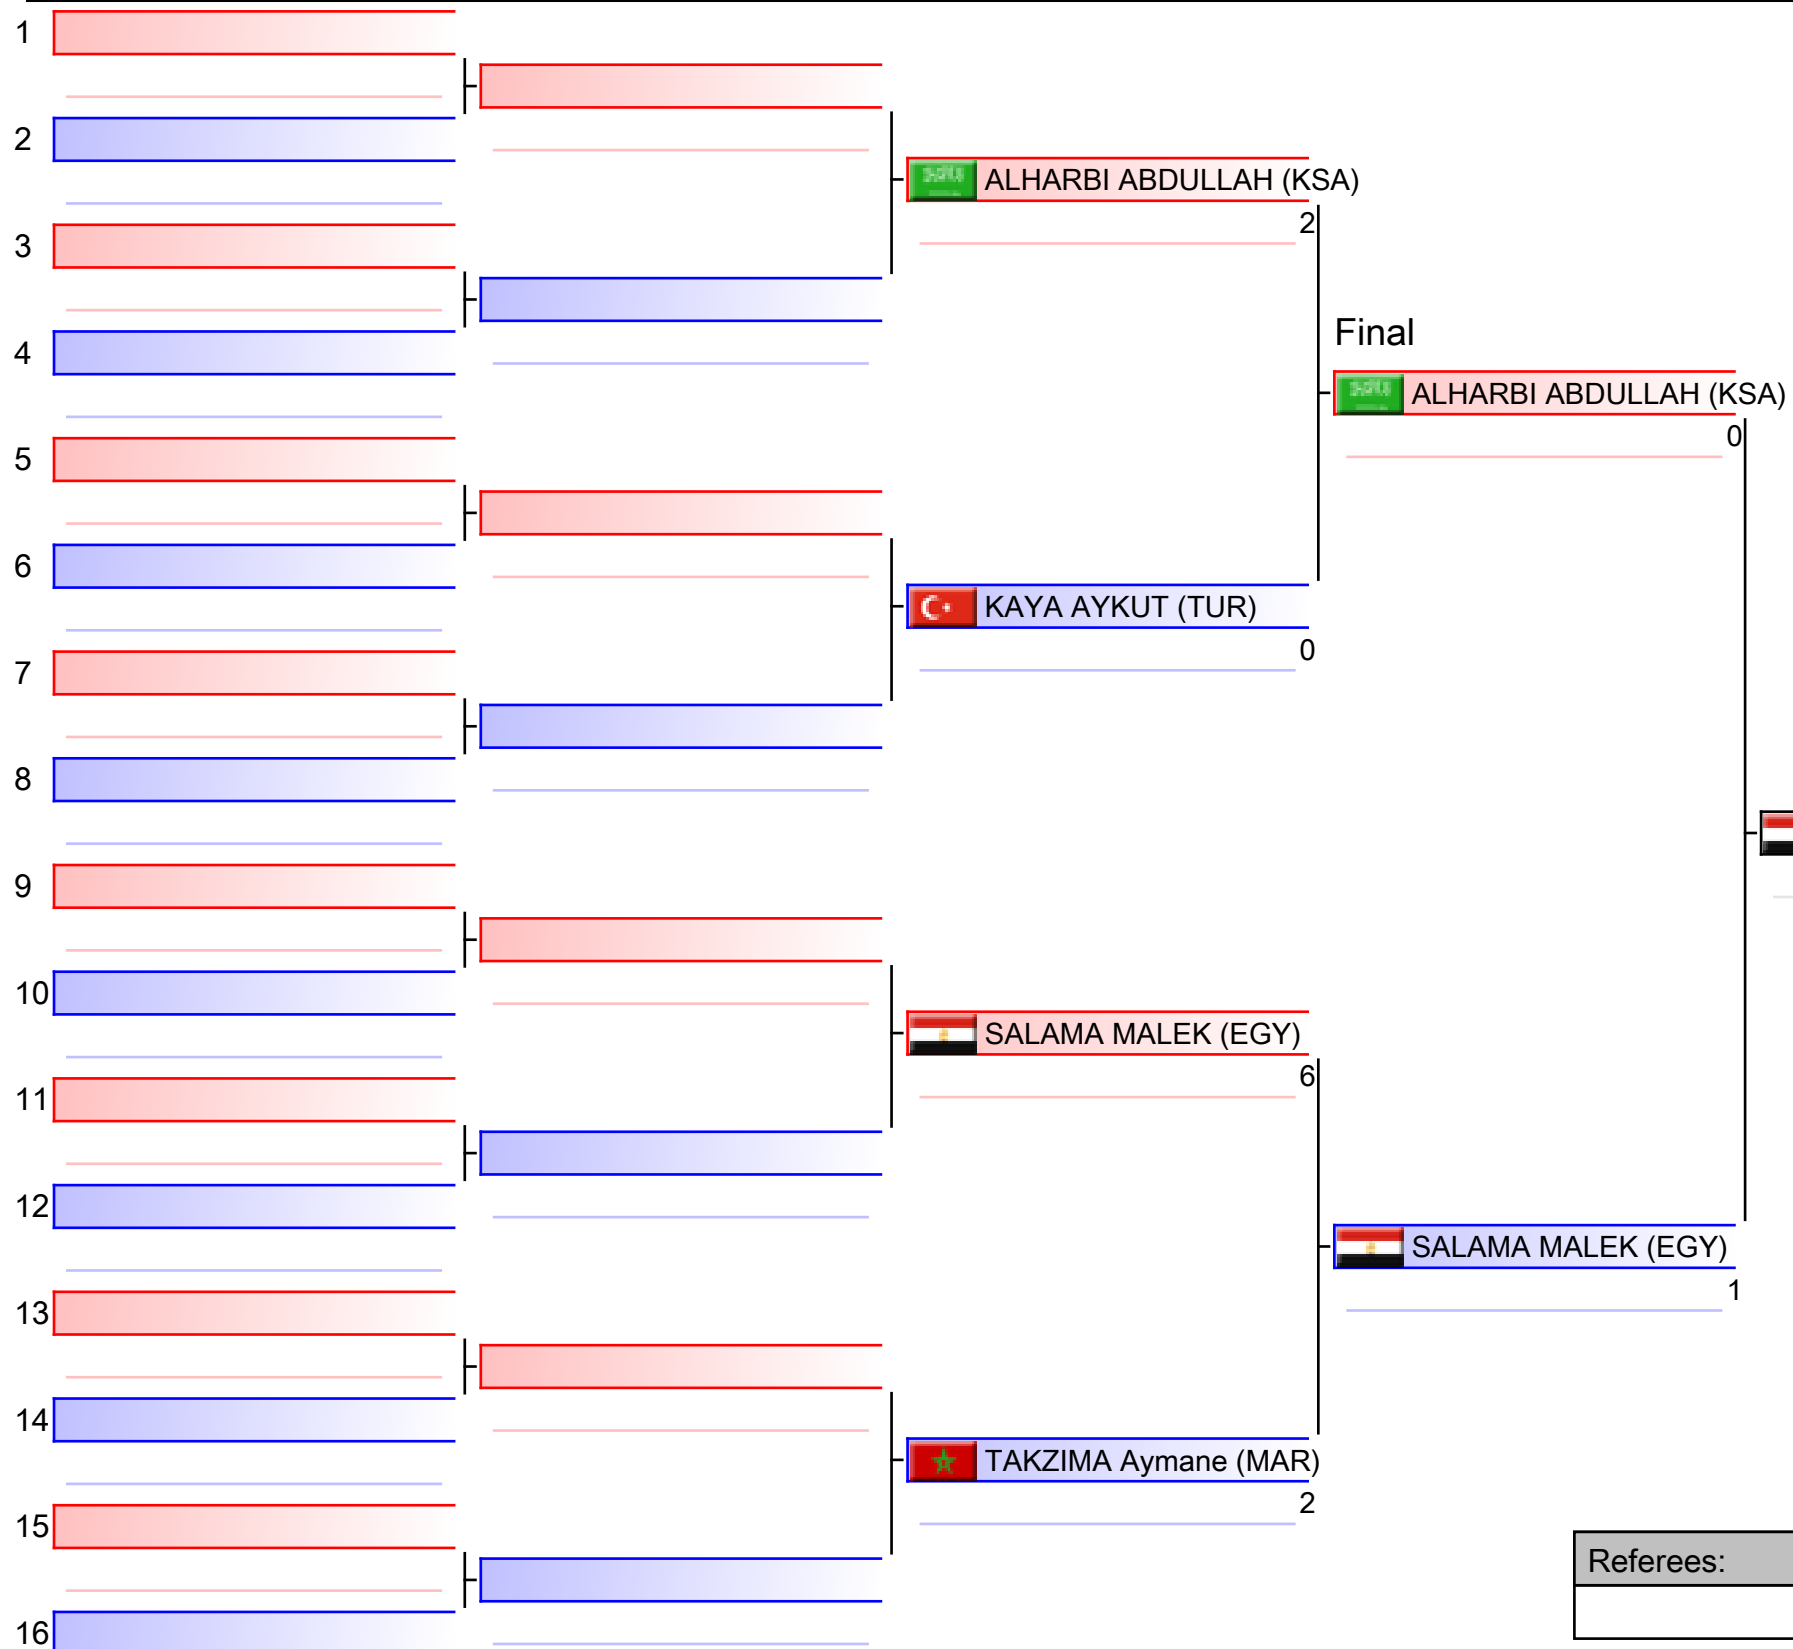 1
2
ALHARBI ABDULLAH (KSA)
2
3
Final
4
ALHARBI ABDULLAH (KSA)
0
5
6
KAYA AYKUT (TUR)
0
7
8
9
10
SALAMA MALEK (EGY)
6
11
12
SALAMA MALEK (EGY)
1
13
14
TAKZIMA Aymane (MAR)
2
15
Referees:
16